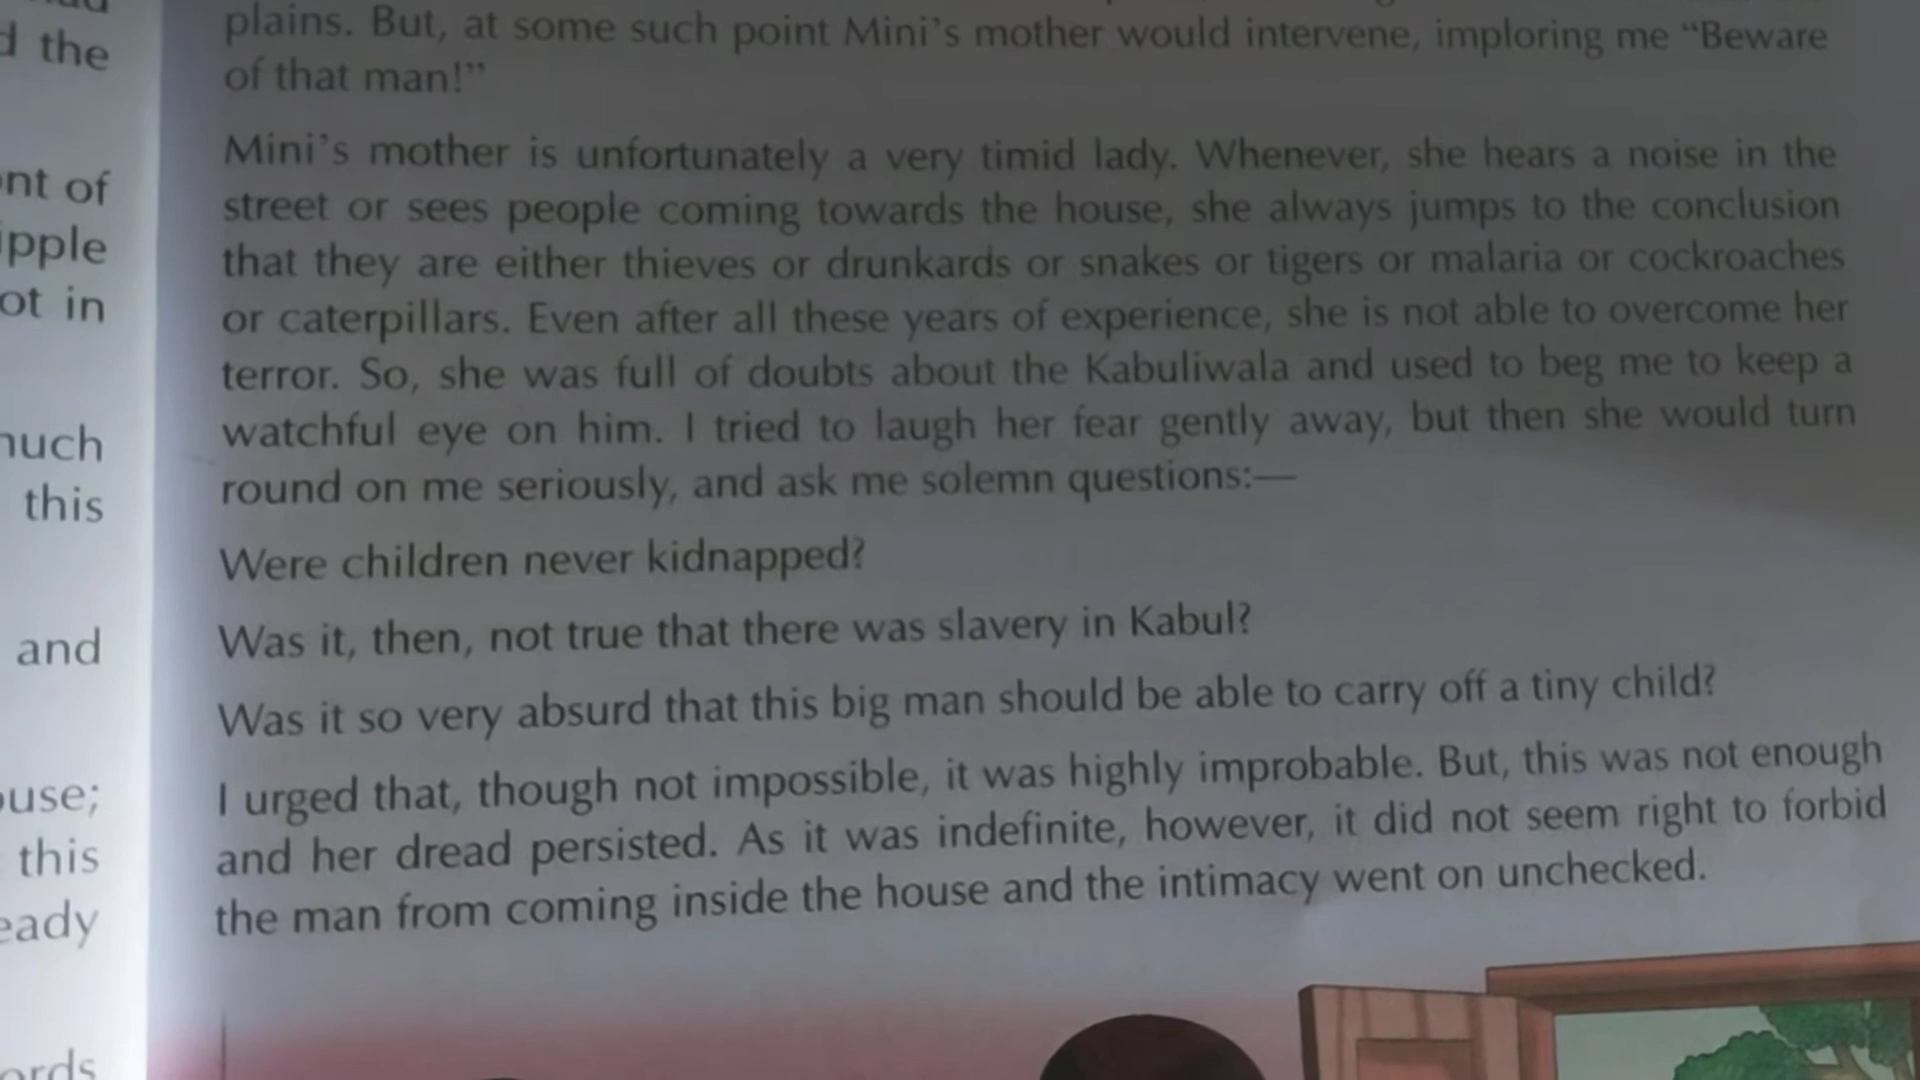 the
nt of
ot in
much
this
and
use;
this
plains. But, at some such point Mini's mother would intervene, imploring me “Beware
of that man!”
Mini's mother is unfortunately a very timid lady. Whenever, she hears a noise in the
street or sees people coming towards the house, she always jumps to the conclusion
that they are either thieves or drunkards or snakes or tigers or malaria or cockroaches
or caterpillars. Even after all these years of experience, she is not able to overcome her
terror. So, she was full of doubts about the Kabuliwala and used to beg me to keep a
watchful eye on him. I tried to laugh her fear gently away, but then she would turn
round on me seriously, and ask me solemn questions:—
Were children never kidnapped?
Was it, then, not true that there was slavery in Kabul?
Was it so very absurd that this big man should be able to carry off a tiny child?
I urged that, though not impossible, it was highly improbable. But, this was not enough
and her dread persisted. As it was indefinite, however, it did not seem right to forbid
the man from coming inside the house and the intimacy went on unchecked.